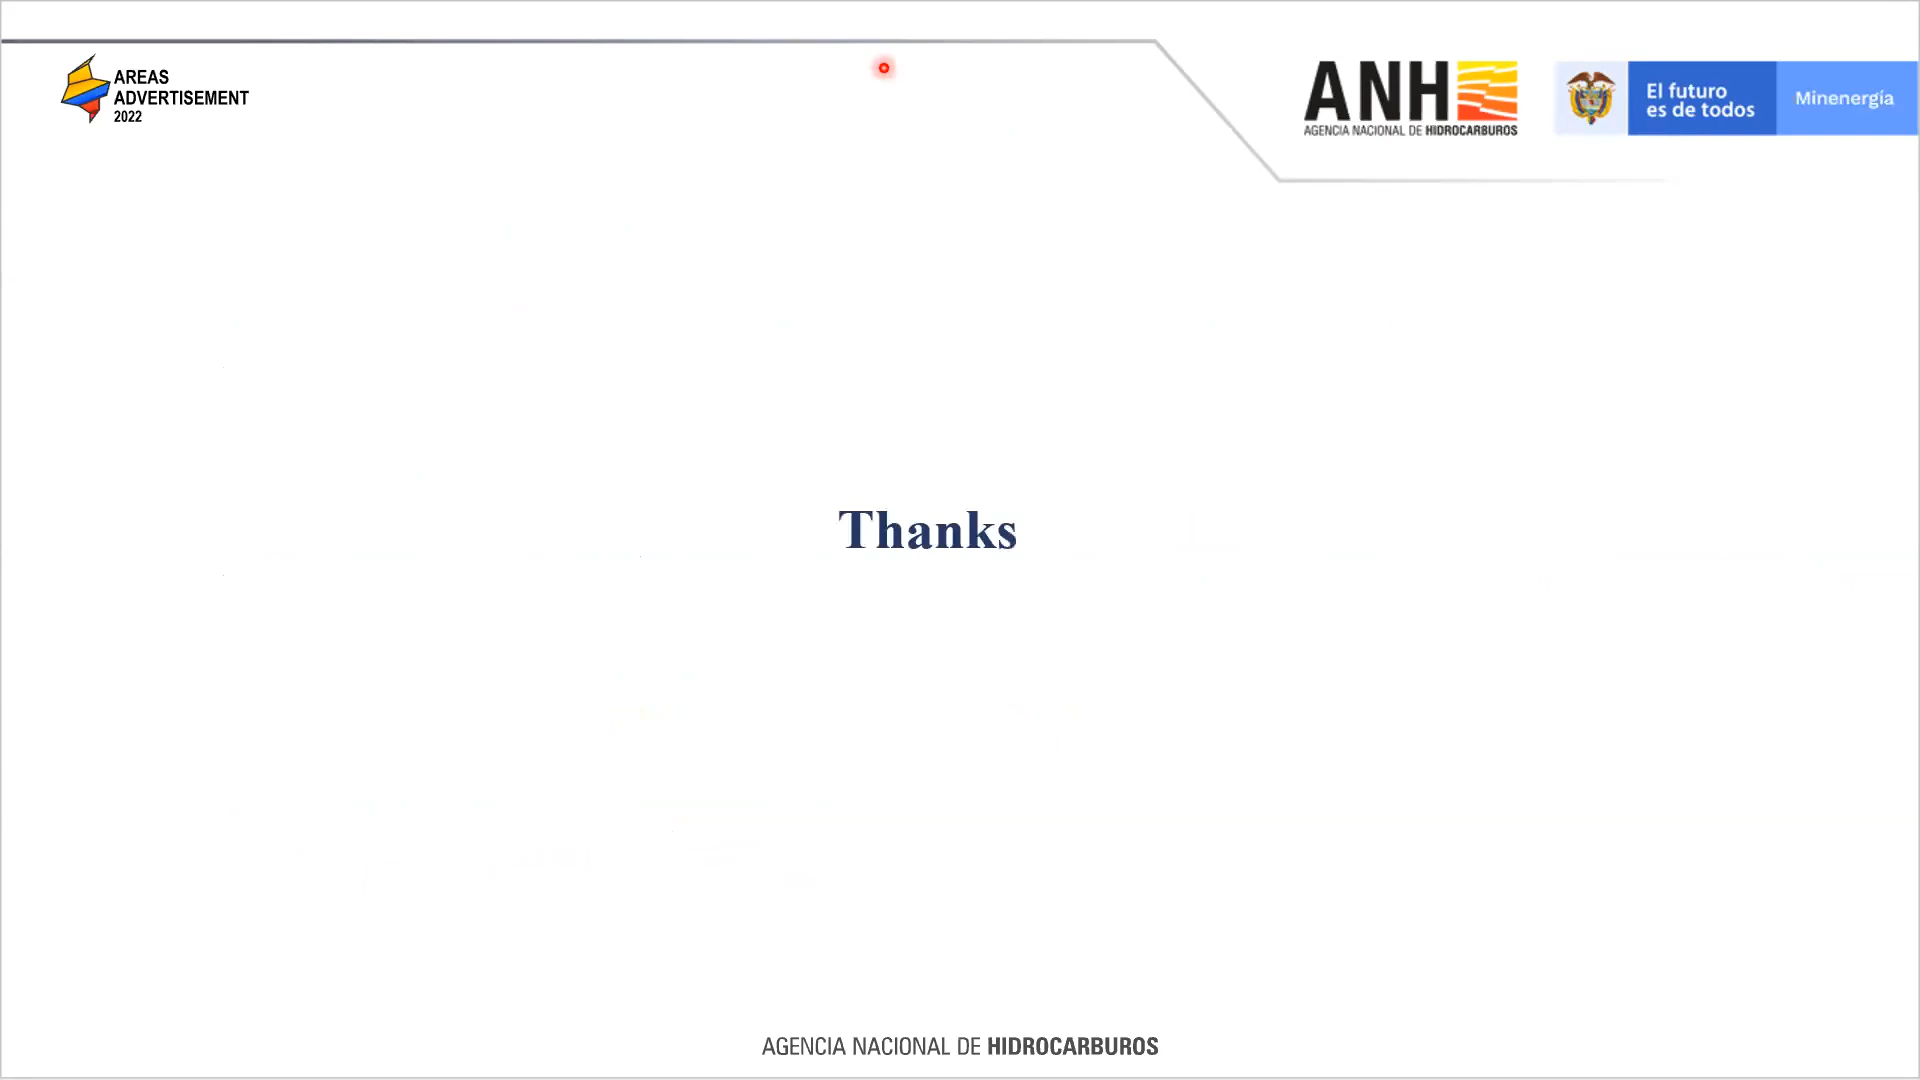 AREAS
ADVERTISEMENT
2022
ANH
AGENCIA NACIONAL DE HIDROCARBUROS
El futuro
es de todos
Minenergía
Thanks
AGENCIA NACIONAL DE HIDROCARBUROS